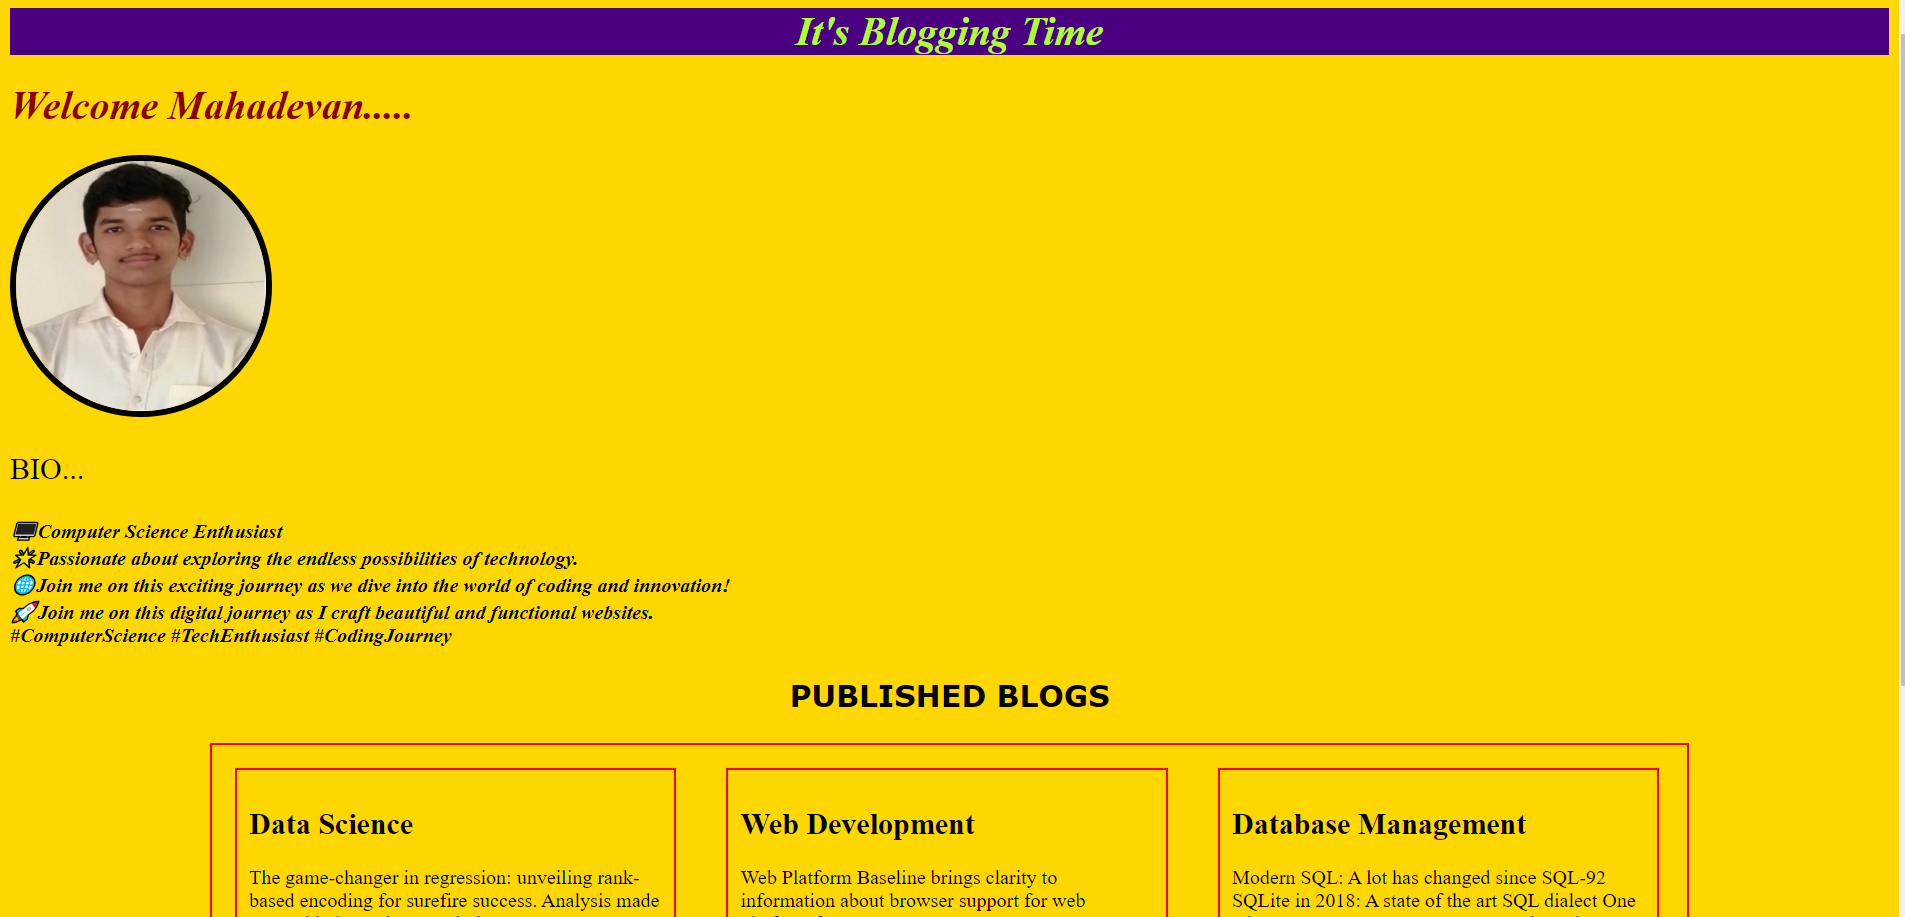 It's Blogging Time
Welcome Mahadevan.....
BIO...
Computer Science Enthusiast
Passionate about exploring the endless possibilities of technology.
Join me on this exciting journey as we dive into the world of coding and innovation!
Join me on this digital journey as I craft beautiful and functional websites.
#ComputerScience #TechEnthusiast #CodingJourney
PUBLISHED BLOGS
Data Science
The game-changer in regression: unveiling rank-
based encoding for surefire success. Analysis made
Web Development
Web Platform Baseline brings clarity to
information about browser support for web
Database Management
Modern SQL: A lot has changed since SQL-92
SQLite in 2018: A state of the art SQL dialect One